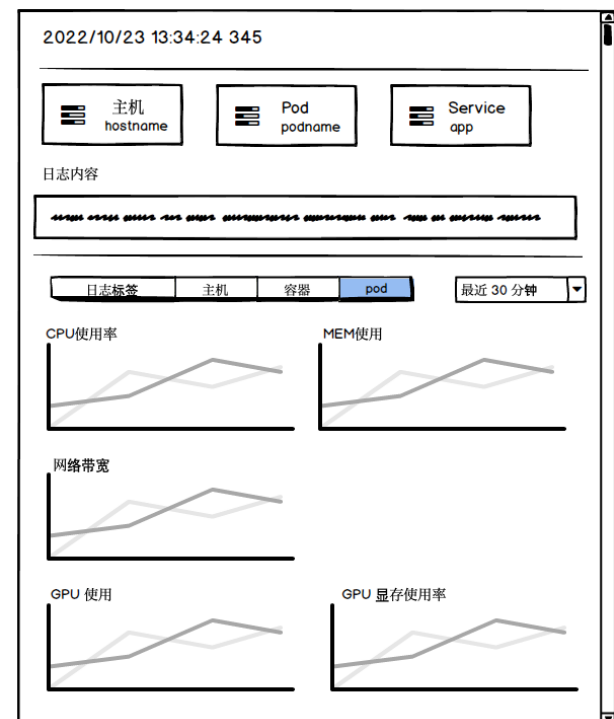 2022/10/23 13:34:24 345
主机
hostname
Pod
podname
Service
app
日志内容
日志标签 主机 容器 pod 最近 30 分钟
CPU使用率 MEM使用
网络带宽
GPU 使用 GPU 显存使用率